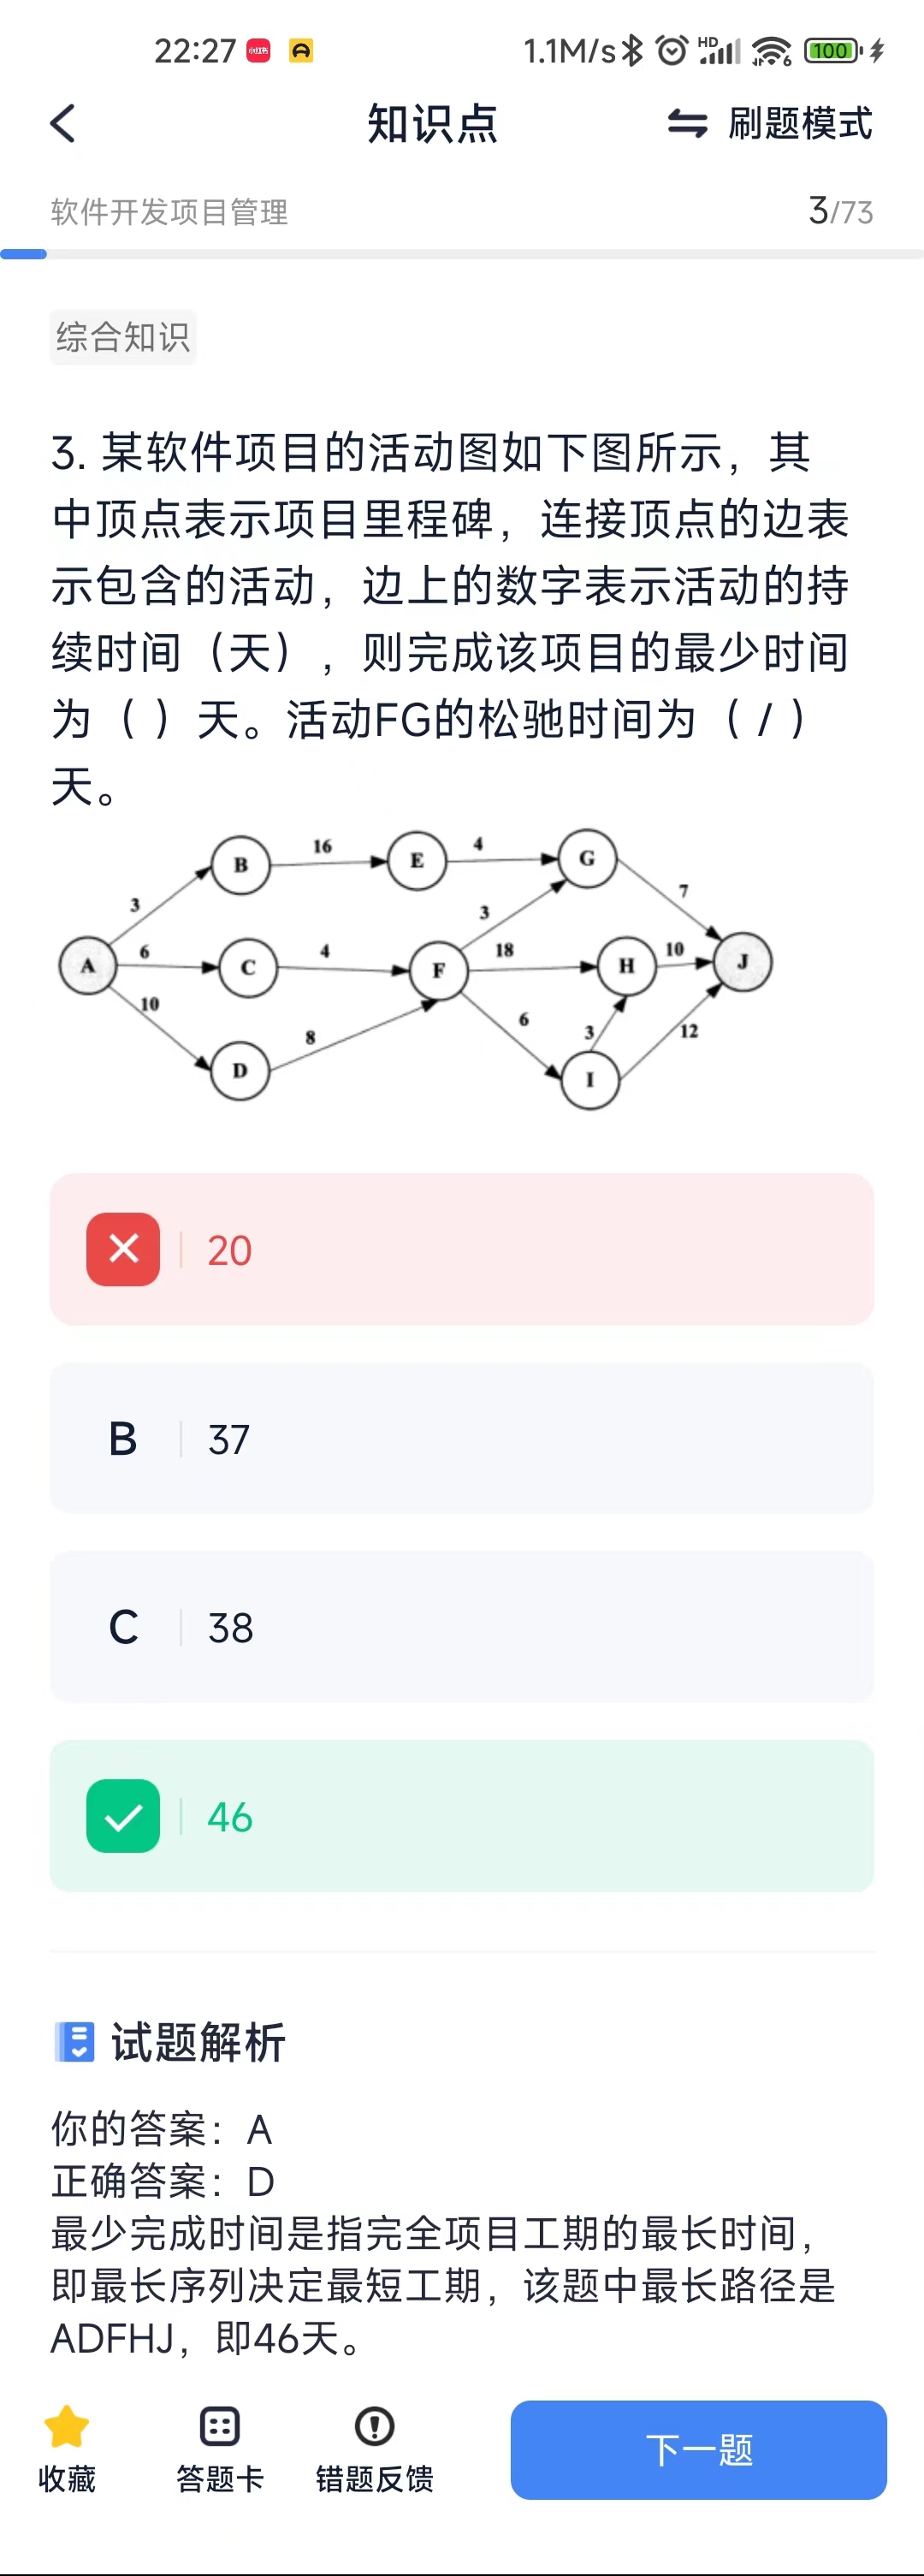 22:27 小红书 1.1M/s HD 6 100
知识点
刷题模式
软件开发项目管理
3/73
综合知识
3. 某软件项目的活动图如下图所示，其
中顶点表示项目里程碑，连接顶点的边表
示包含的活动，边上的数字表示活动的持
续时间（天），则完成该项目的最少时间
为（ ）天。活动FG的松驰时间为（ / ）
天。
B 16 E 4 G
3 3 7
A 6 C 4 F 18 H 10 J
10 8 6 3 12
D I
20
B 37
C 38
46
试题解析
你的答案：A
正确答案：D
最少完成时间是指完全项目工期的最长时间，
即最长序列决定最短工期，该题中最长路径是
ADFHJ，即46天。
收藏
答题卡
错题反馈
下一题